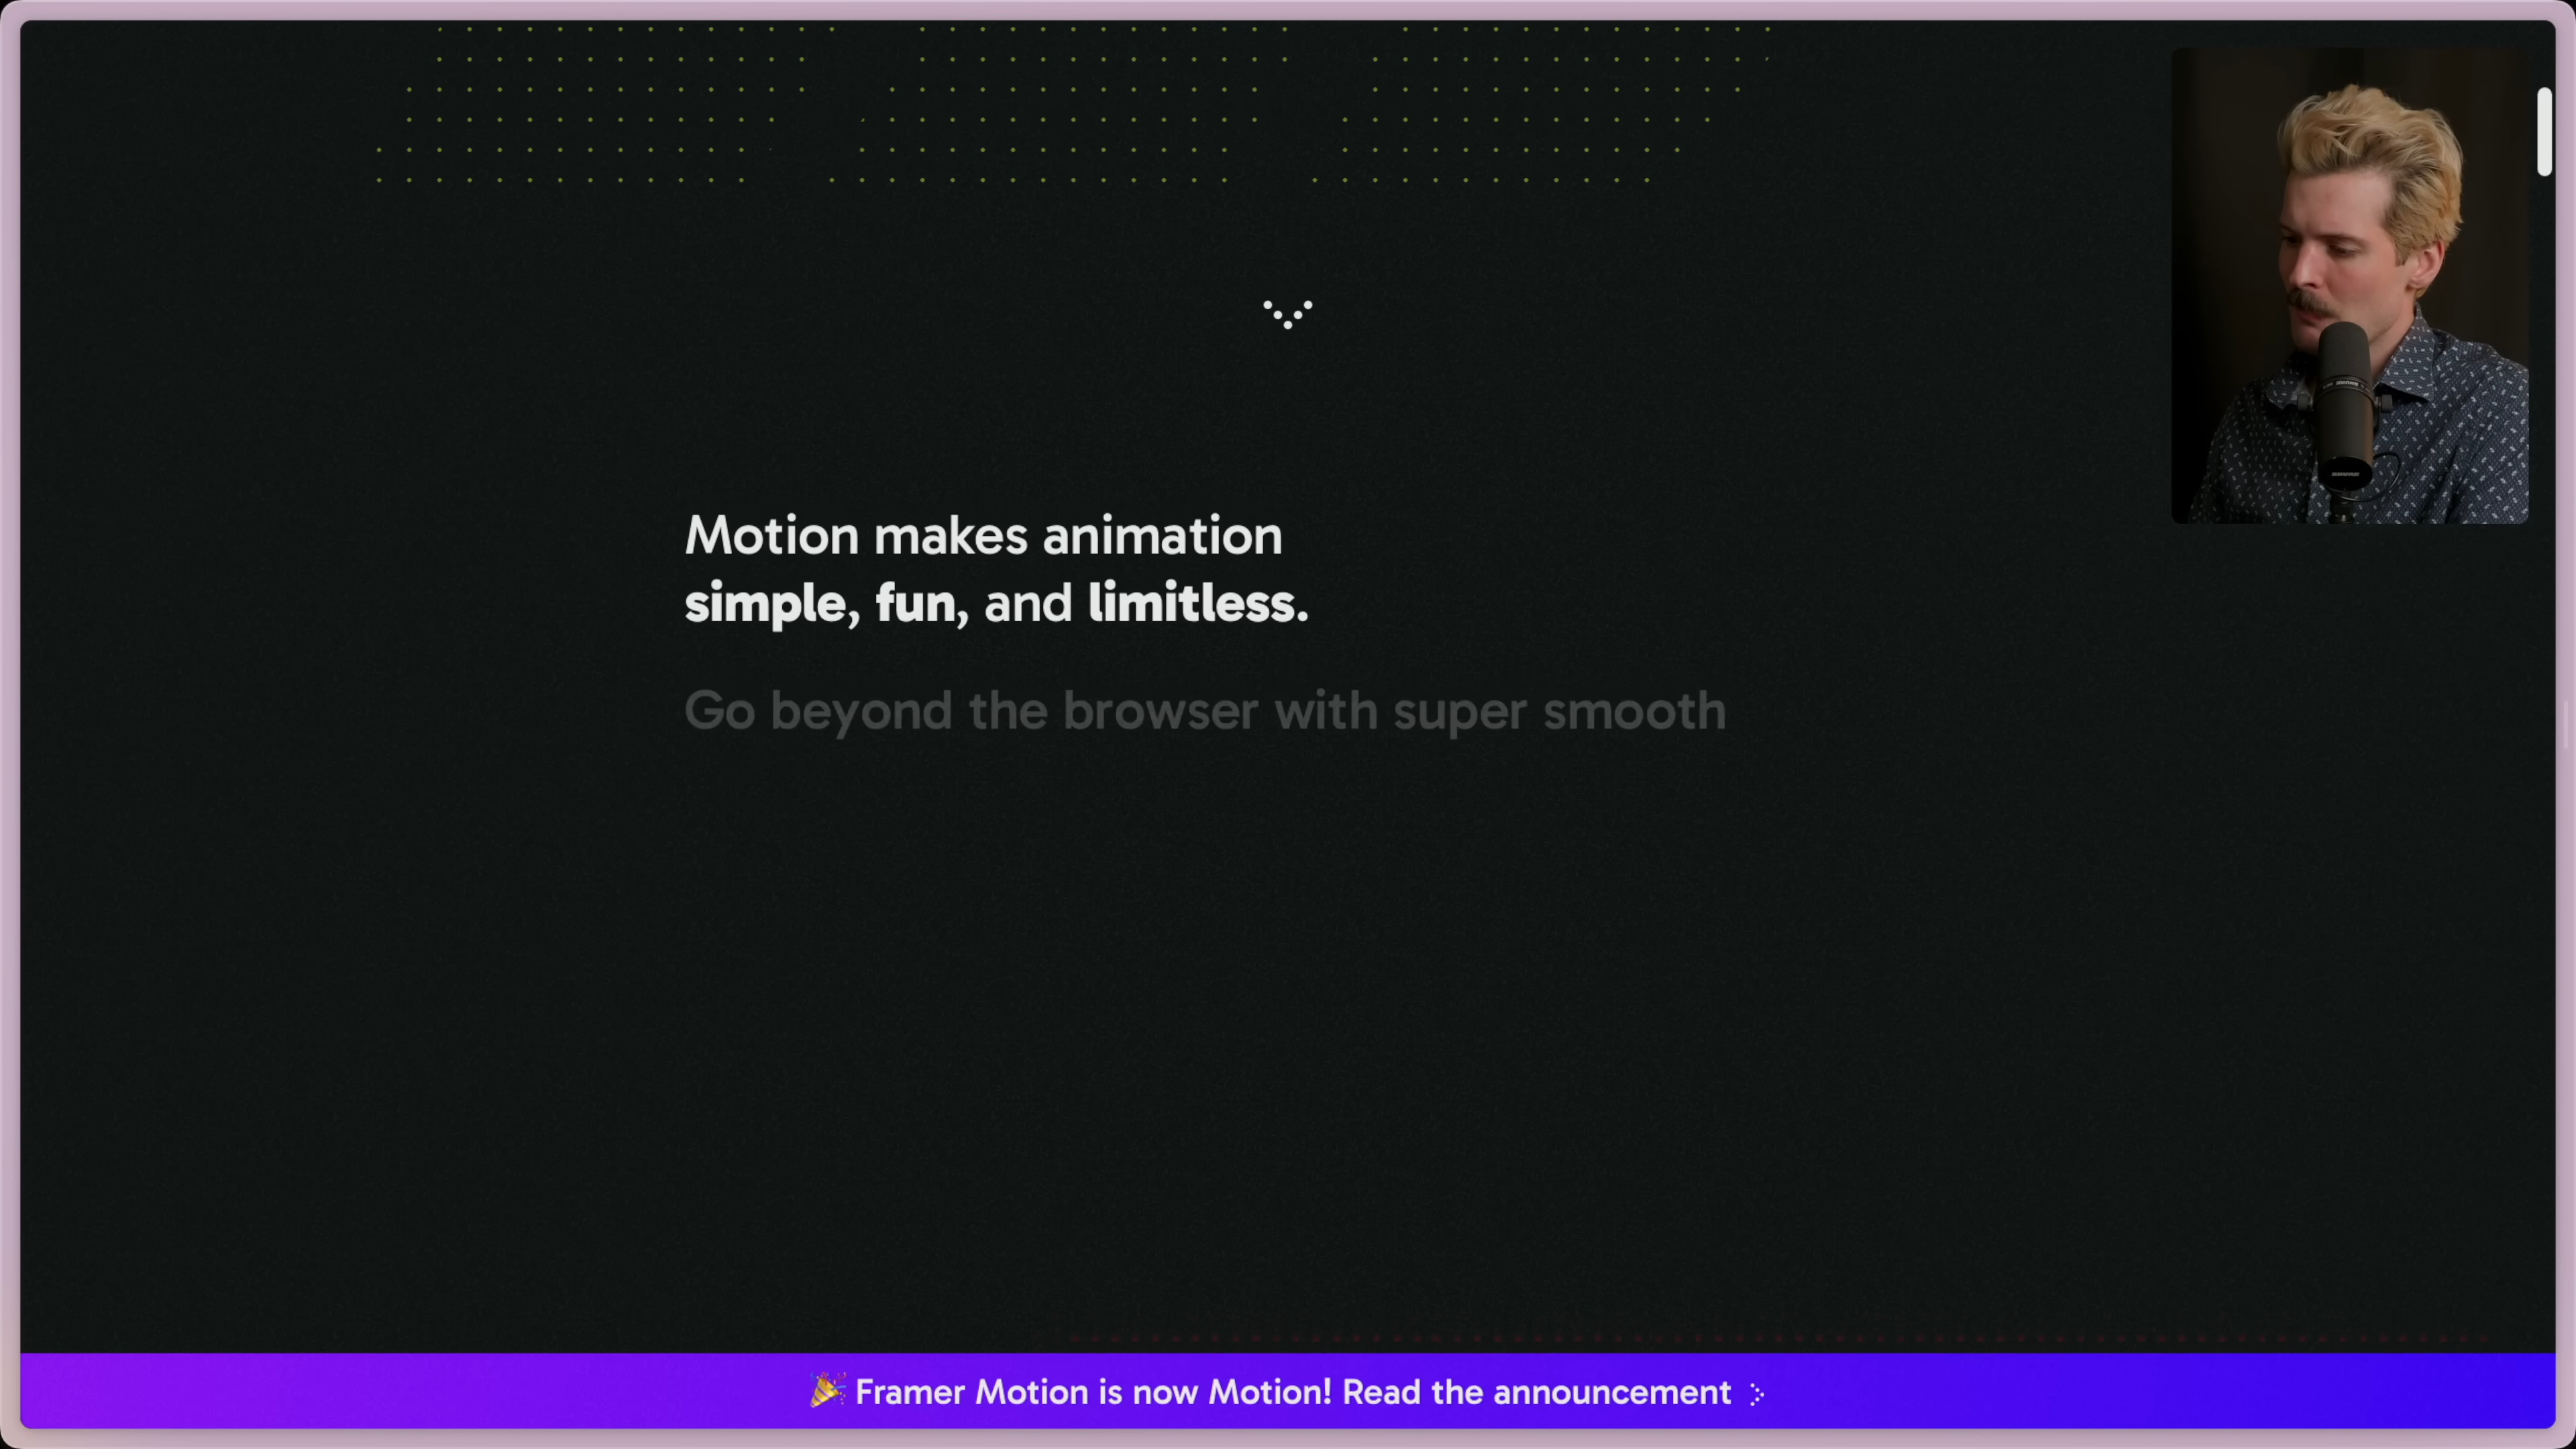 Motion makes animation
simple, fun, and limitless.
Go beyond the browser with super smooth
🎉 Framer Motion is now Motion! Read the announcement